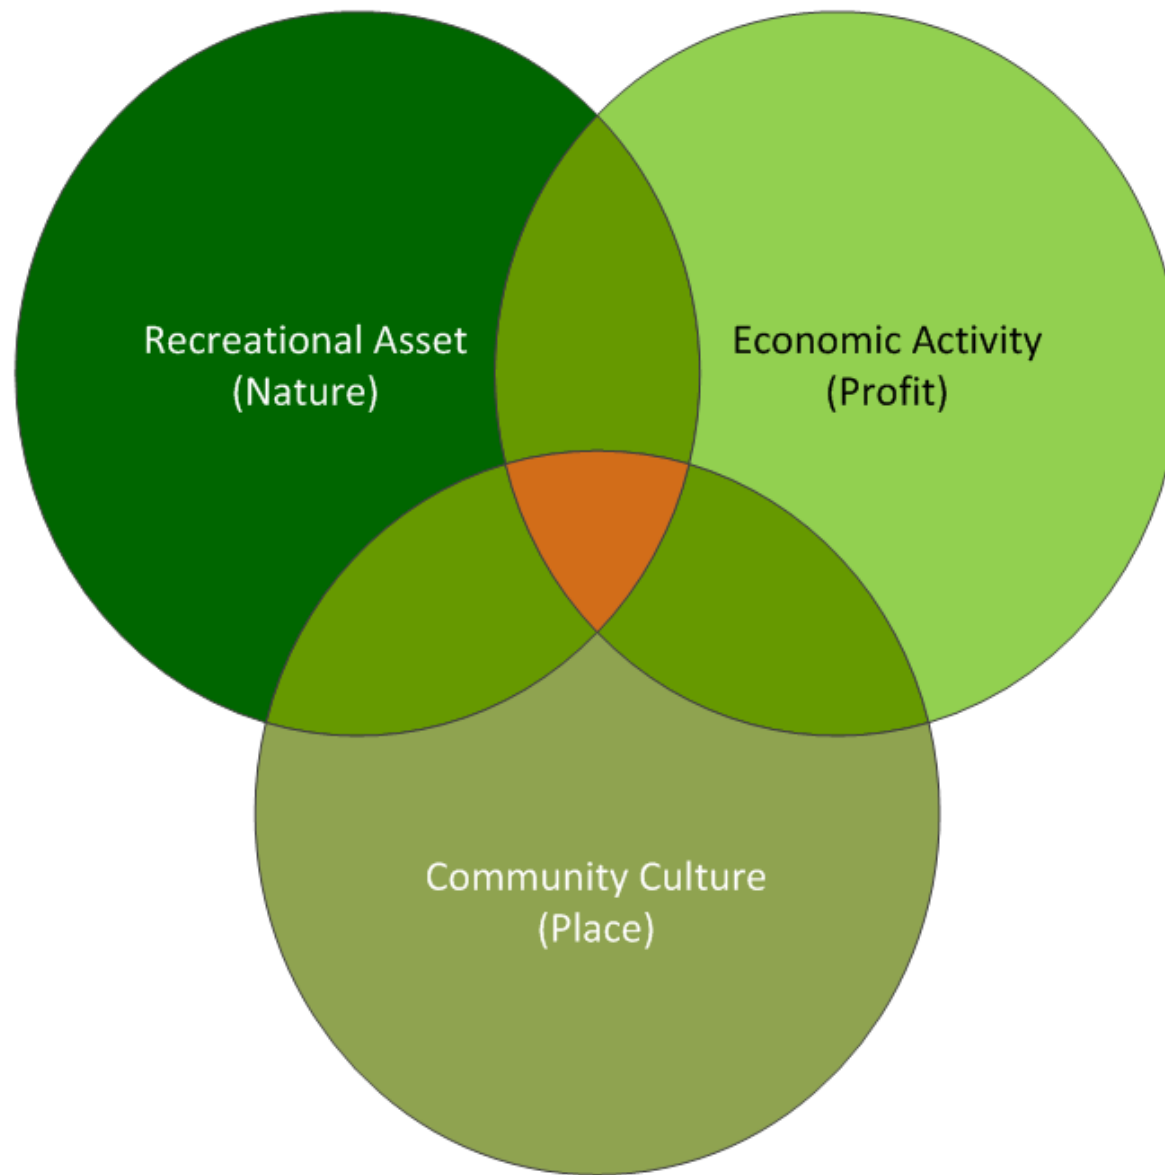 Recreational Asset
(Nature)
Economic Activity
(Profit)
Community Culture
(Place)